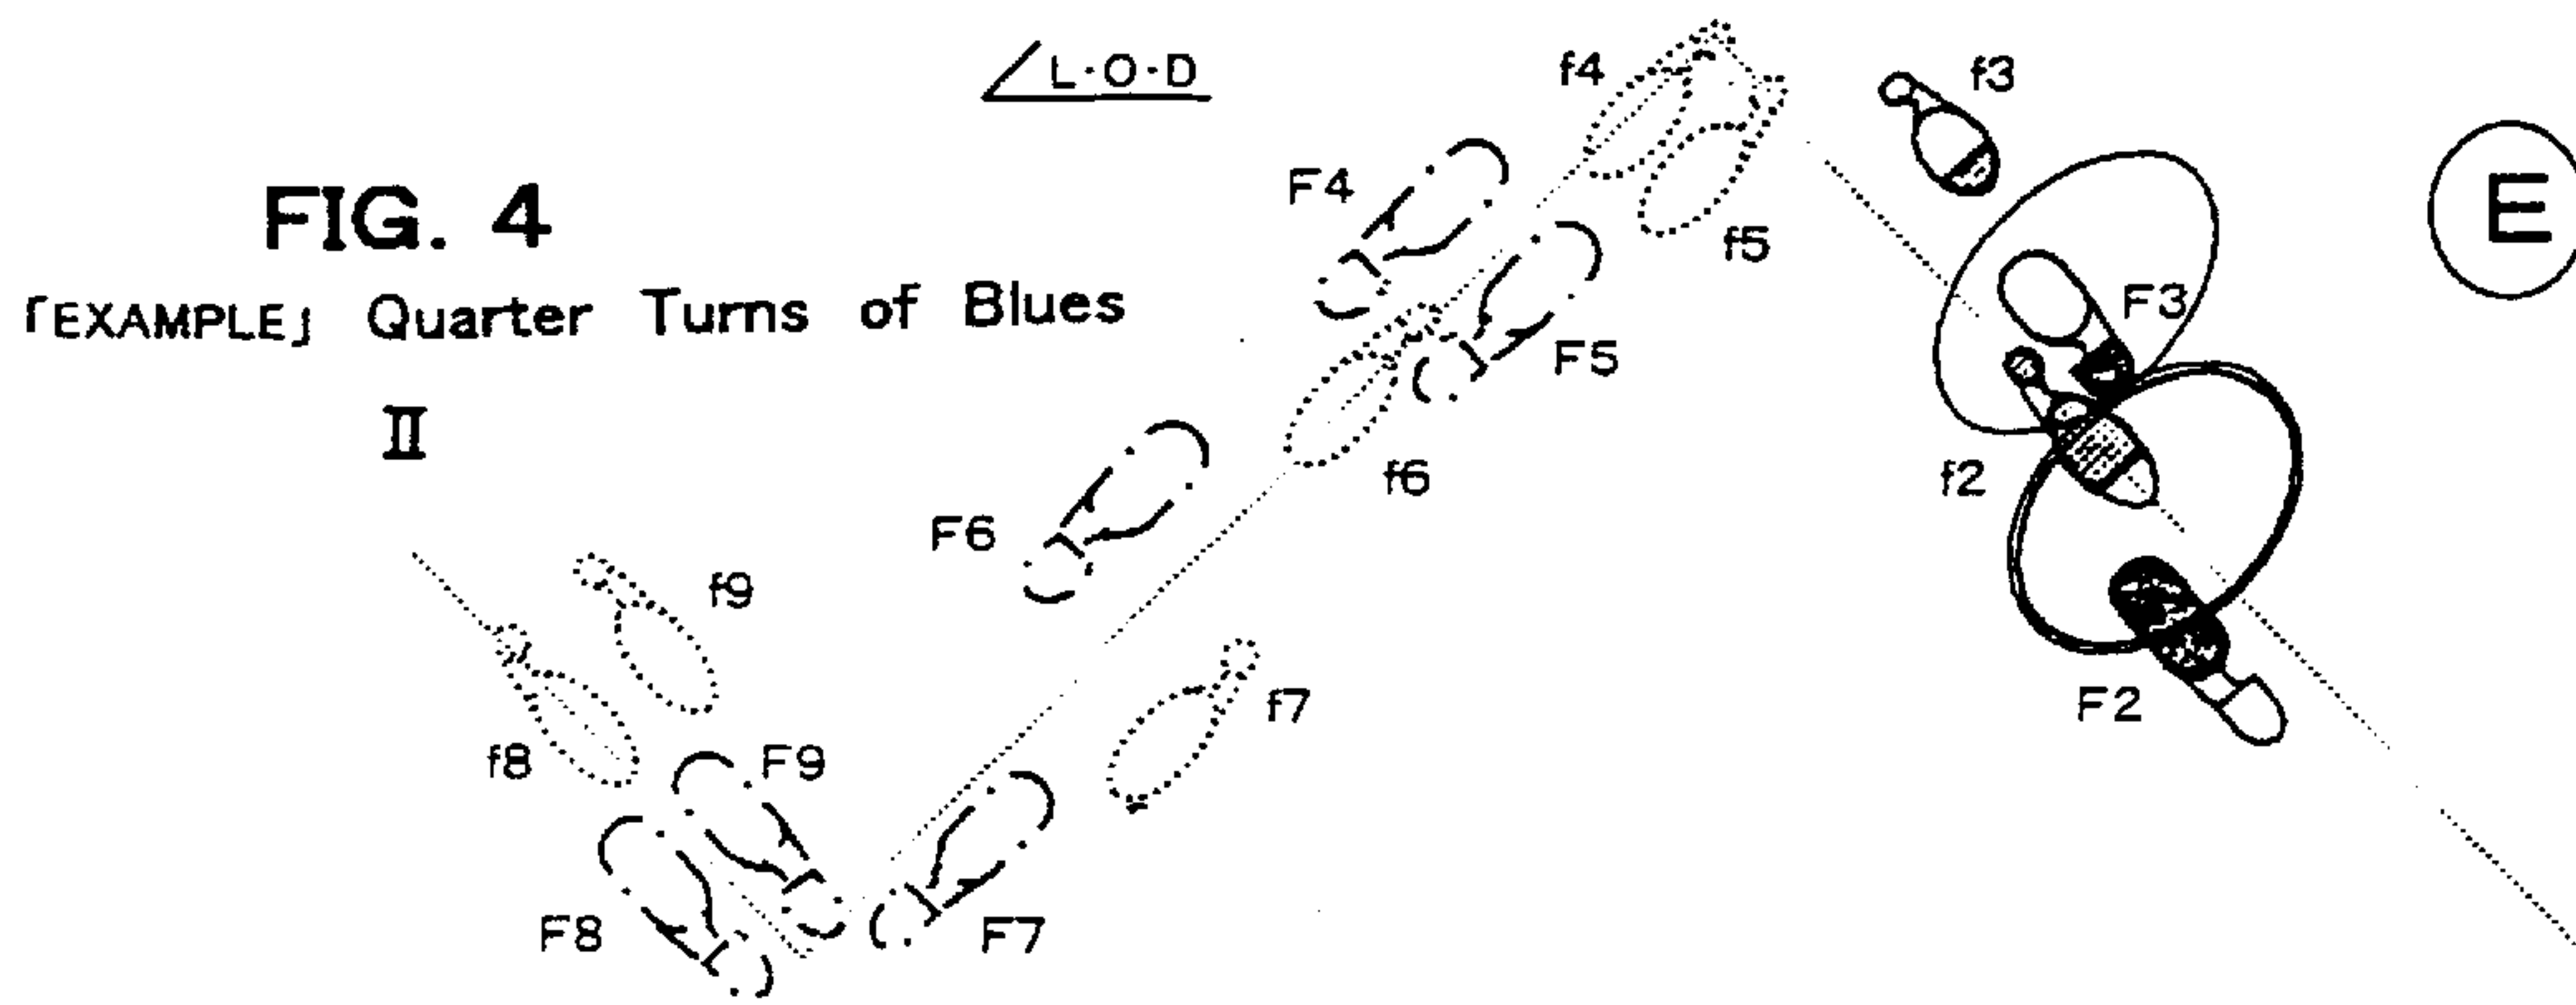 L·O·D
FIG. 4
「EXAMPLE」 Quarter Turns of Blues
II
E
f4
f3
F4
f5
F3
F5
f2
f6
F6
F2
f9
f7
f8
F9
F8
F7